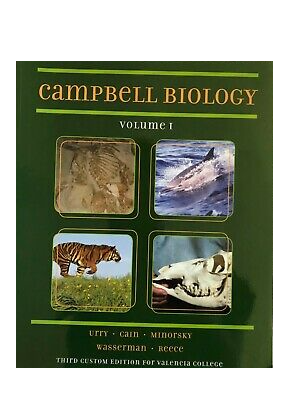 CAMPBELL BIOLOGY
VOLUME I
URRY • CAIN • MINORSKY
WASSERMAN • REECE
THIRD CUSTOM EDITION FOR VALENCIA COLLEGE